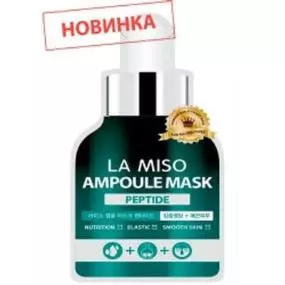 НОВИНКА
LA MISO
AMPOULE MASK
PEPTIDE
NUTRITION
ELASTIC
SMOOTH SKIN